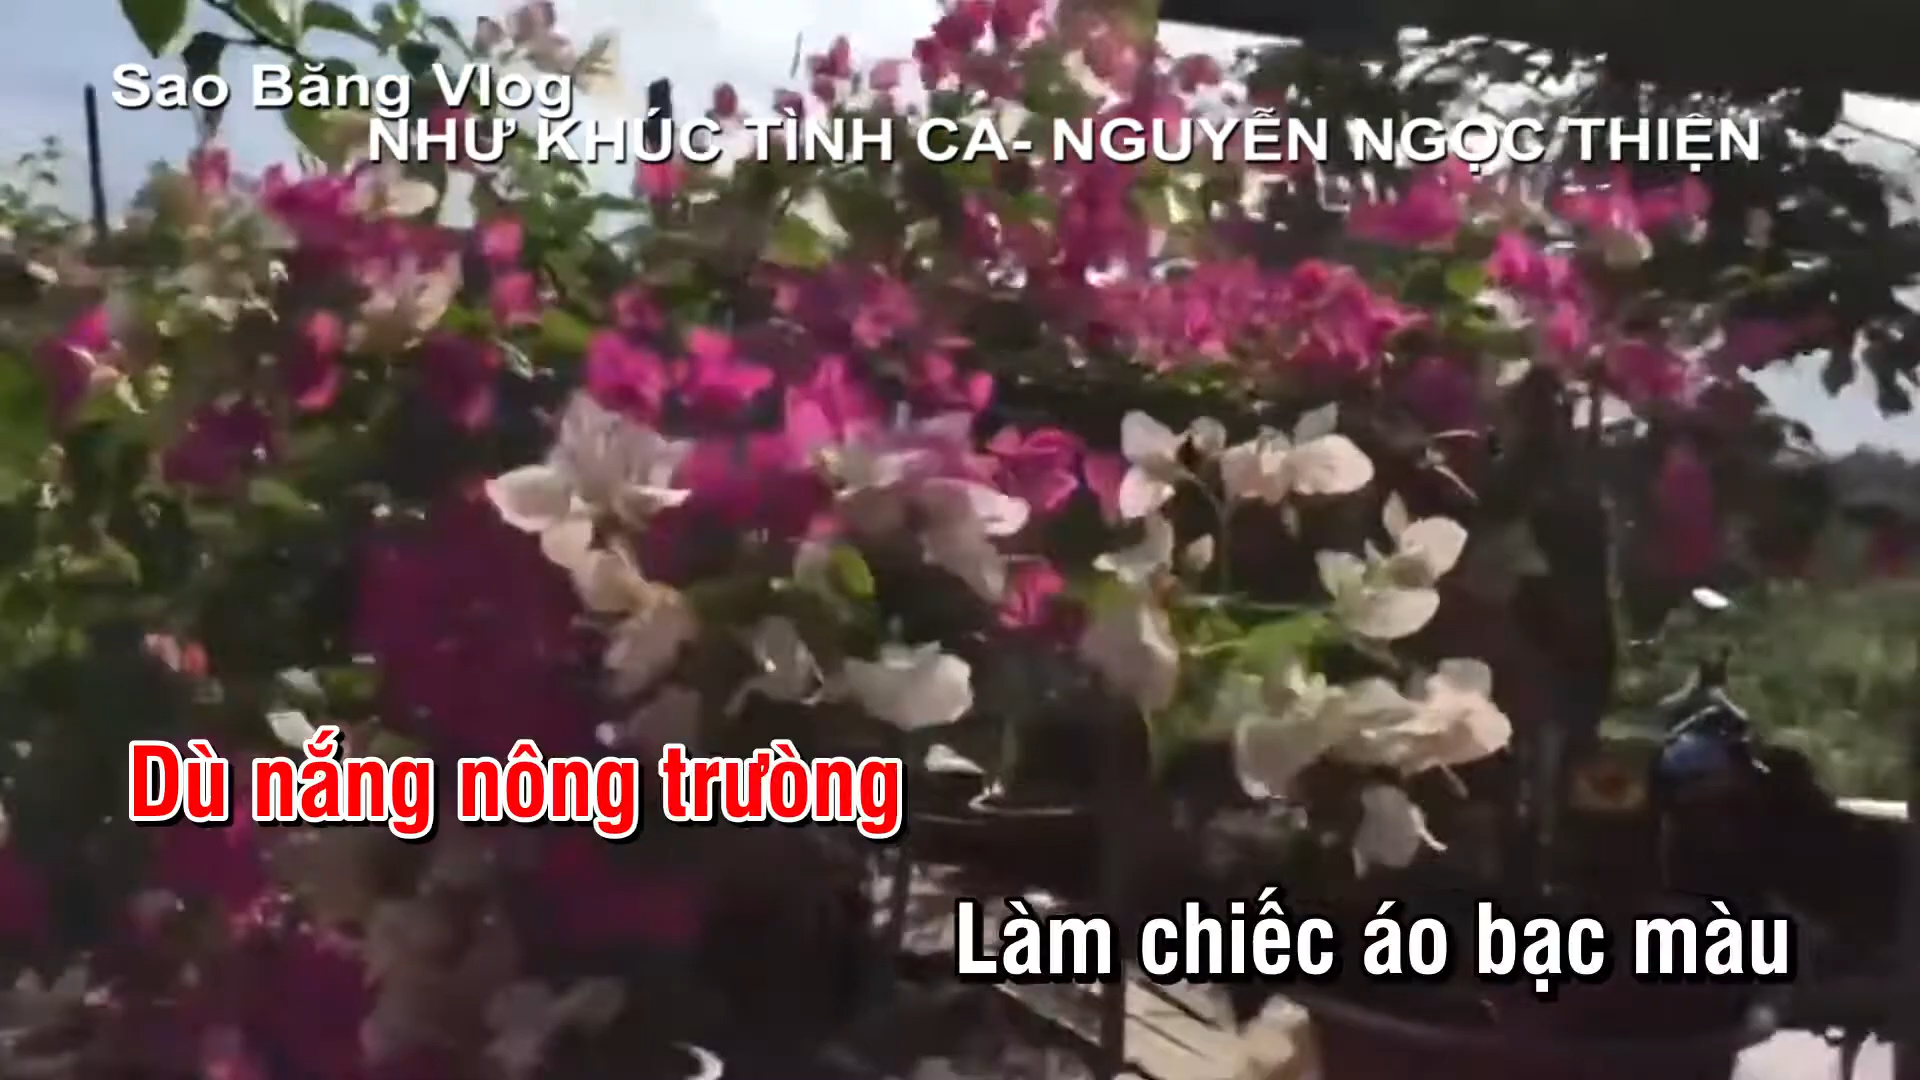 Sao Băng Vlog
NHƯ KHÚC TÌNH CA- NGUYỄN NGỌC THIỆN
Dù nắng nông trường
Làm chiếc áo bạc màu